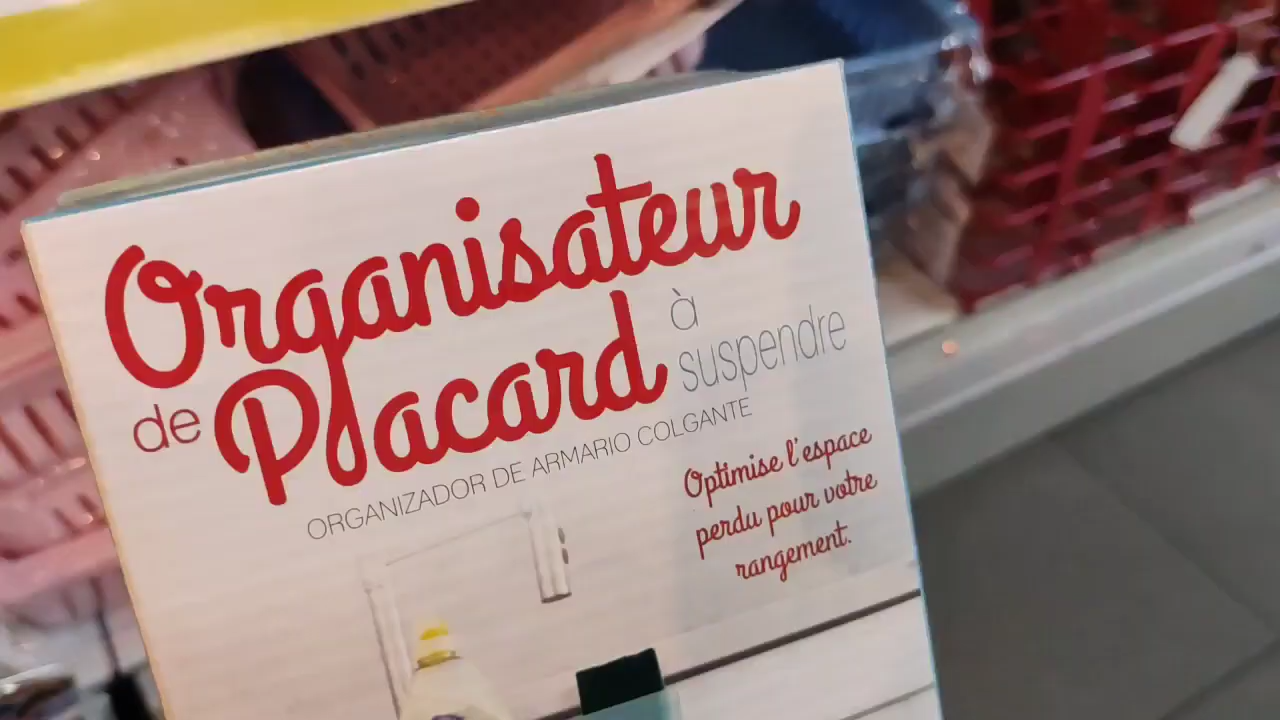 Organisateur
de Placard à suspendre
ORGANIZADOR DE ARMARIO COLGANTE
Optimise l'espace
perdu pour votre
rangement.